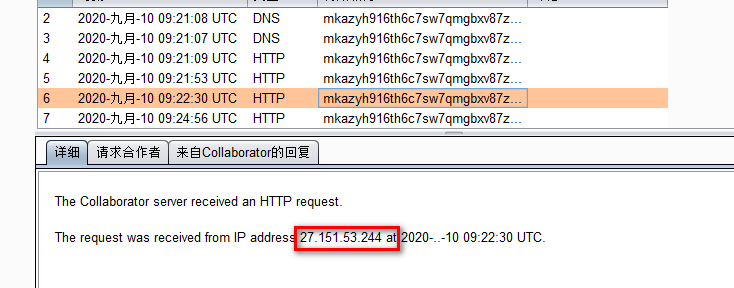 2 2020-九月-10 09:21:08 UTC DNS mkazyh916th6c7sw7qmgbxv87z...
3 2020-九月-10 09:21:07 UTC DNS mkazyh916th6c7sw7qmgbxv87z...
4 2020-九月-10 09:21:09 UTC HTTP mkazyh916th6c7sw7qmgbxv87z...
5 2020-九月-10 09:21:53 UTC HTTP mkazyh916th6c7sw7qmgbxv87z...
6 2020-九月-10 09:22:30 UTC HTTP mkazyh916th6c7sw7qmgbxv87z...
7 2020-九月-10 09:24:56 UTC HTTP mkazyh916th6c7sw7qmgbxv87z...
详细 请求合作者 来自Collaborator的回复
The Collaborator server received an HTTP request.
The request was received from IP address 27.151.53.244 at 2020-..-10 09:22:30 UTC.